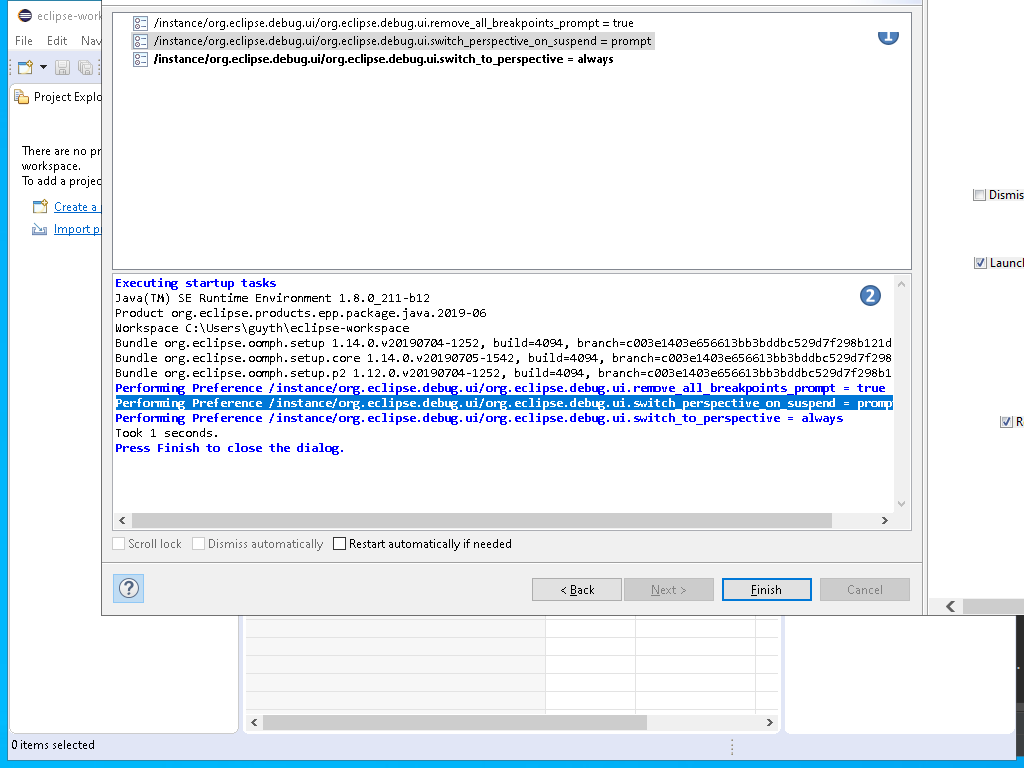 eclipse-work
File Edit Nav
Project Explo
There are no pr
workspace.
To add a projec
Create a
Import pr
/instance/org.eclipse.debug.ui/org.eclipse.debug.ui.remove_all_breakpoints_prompt = true
/instance/org.eclipse.debug.ui/org.eclipse.debug.ui.switch_perspective_on_suspend = prompt
/instance/org.eclipse.debug.ui/org.eclipse.debug.ui.switch_to_perspective = always
1
Executing startup tasks
Java(TM) SE Runtime Environment 1.8.0_211-b12
Product org.eclipse.products.epp.package.java.2019-06
Workspace C:\Users\guyth\eclipse-workspace
Bundle org.eclipse.oomph.setup 1.14.0.v20190704-1252, build=4094, branch=c003e1403e656613bb3bddbc529d7f298b121d
Bundle org.eclipse.oomph.setup.core 1.14.0.v20190705-1542, build=4094, branch=c003e1403e656613bb3bddbc529d7f298
Bundle org.eclipse.oomph.setup.p2 1.12.0.v20190704-1252, build=4094, branch=c003e1403e656613bb3bddbc529d7f298b1
Performing Preference /instance/org.eclipse.debug.ui/org.eclipse.debug.ui.remove_all_breakpoints_prompt = true
Performing Preference /instance/org.eclipse.debug.ui/org.eclipse.debug.ui.switch_perspective_on_suspend = promp
Performing Preference /instance/org.eclipse.debug.ui/org.eclipse.debug.ui.switch_to_perspective = always
Took 1 seconds.
Press Finish to close the dialog.
2
Scroll lock Dismiss automatically Restart automatically if needed
? < Back Next > Finish Cancel
Dismis
Launch
R
0 items selected